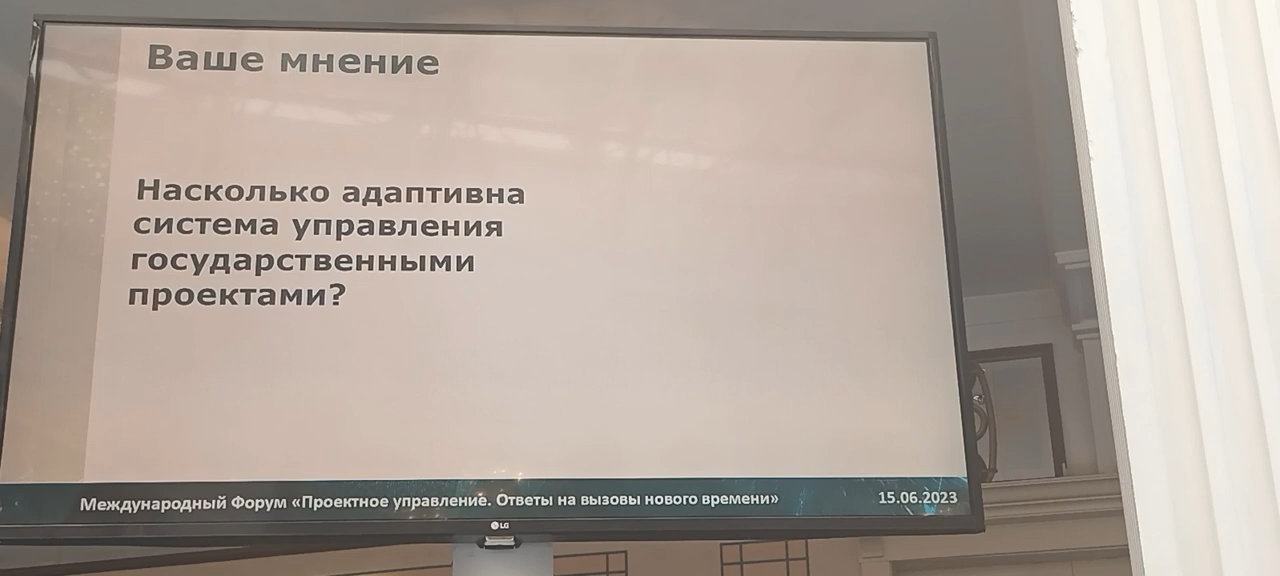 Ваше мнение
Насколько адаптивна
система управления
государственными
проектами?
Международный Форум «Проектное управление. Ответы на вызовы нового времени»
15.06.2023
LG